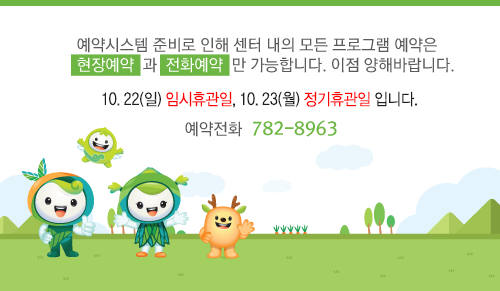 예약시스템 준비로 인해 센터 내의 모든 프로그램 예약은
현장예약 과 전화예약 만 가능합니다. 이점 양해바랍니다.
10. 22(일) 임시휴관일, 10. 23(월) 정기휴관일 입니다.
예약전화 782-8963